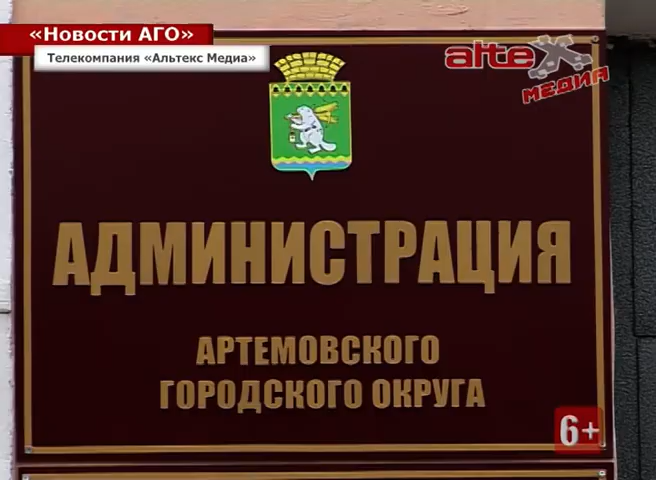 «Новости АГО»
Телекомпания «Альтекс Медиа»
alteX
МЕДИА
АДМИНИСТРАЦИЯ
АРТЕМОВСКОГО
ГОРОДСКОГО ОКРУГА
6+